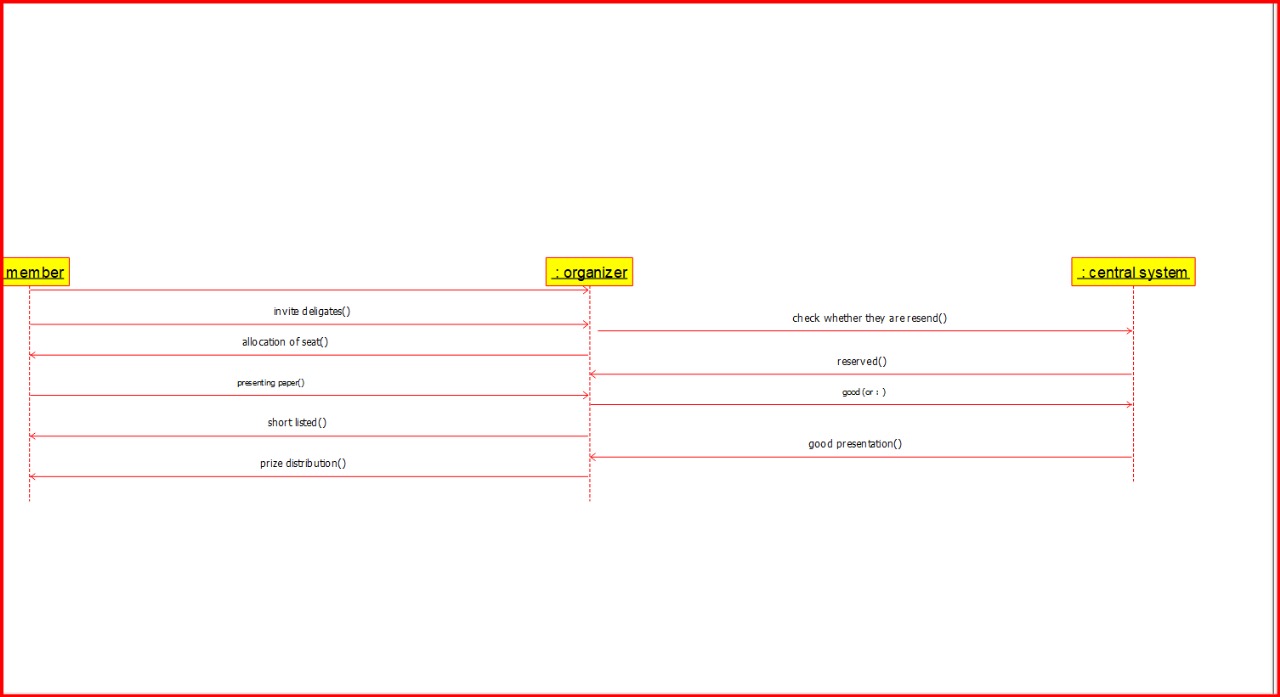 member
: organizer
: central system
invite deligates()
check whether they are resend()
allocation of seat()
reserved()
presenting paper()
good (or : )
short listed()
good presentation()
prize distribution()